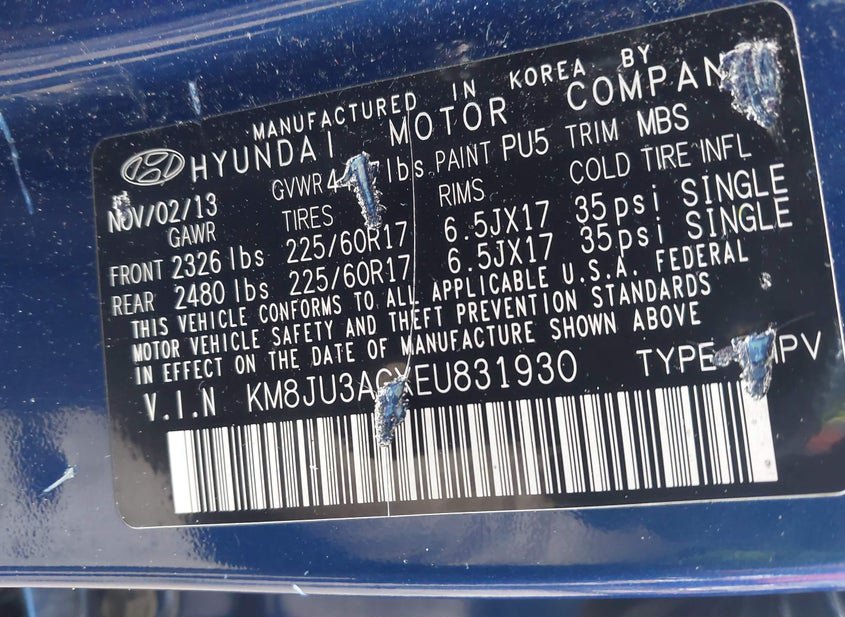 MANUFACTURED IN KOREA BY
HYUNDAI MOTOR COMPAN
NOV/02/13 GVWR lbs PAINT PU5 TRIM MBS
GAWR TIRES RIMS COLD TIRE INFL
FRONT 2326 lbs 225/60R17 6.5JX17 35psi SINGLE
REAR 2480 lbs 225/60R17 6.5JX17 35psi SINGLE
THIS VEHICLE CONFORMS TO ALL APPLICABLE U.S.A. FEDERAL
MOTOR VEHICLE SAFETY AND THEFT PREVENTION STANDARDS
IN EFFECT ON THE DATE OF MANUFACTURE SHOWN ABOVE
V.I.N KM8JU3AGXEU831930 TYPE MPV